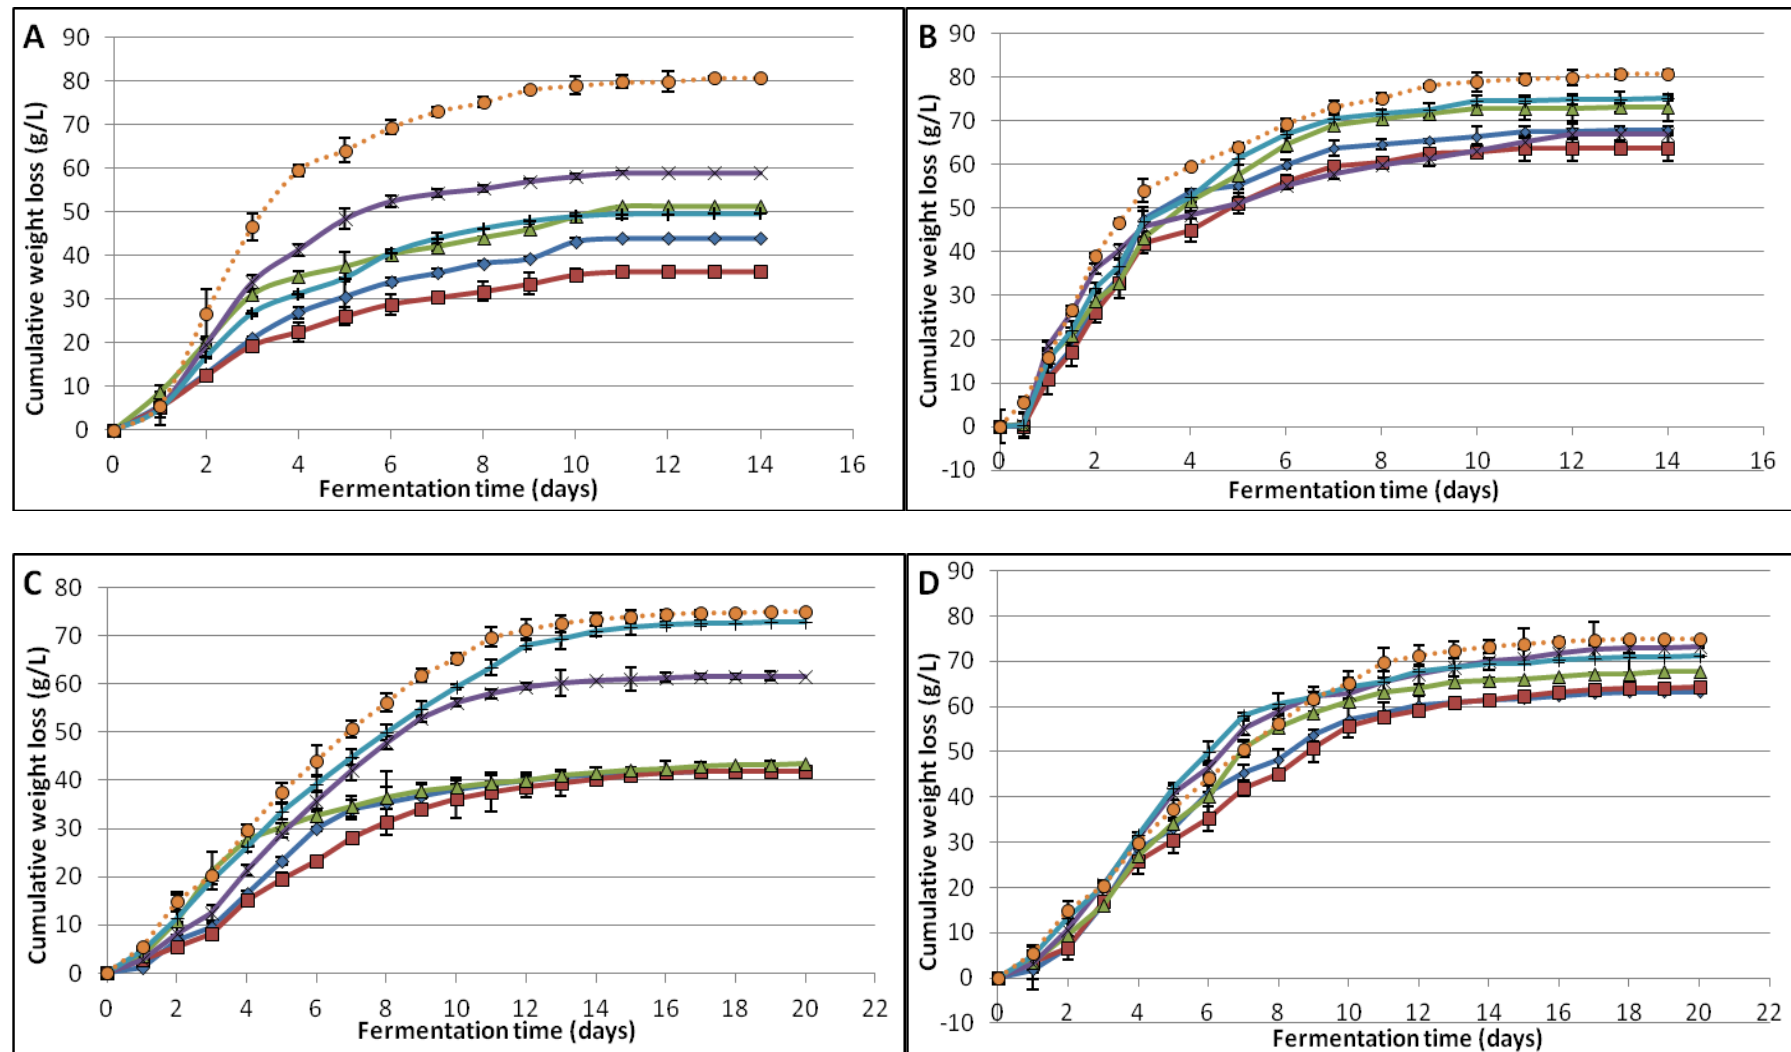 A
Cumulative weight loss (g/L)
90
80
70
60
50
40
30
20
10
0
0 2 4 6 8 10 12 14 16
Fermentation time (days)
B
Cumulative weight loss (g/L)
90
80
70
60
50
40
30
20
10
0
-10
0 2 4 6 8 10 12 14 16
Fermentation time (days)
C
Cumulative weight loss (g/L)
80
70
60
50
40
30
20
10
0
0 2 4 6 8 10 12 14 16 18 20 22
Fermentation time (days)
D
Cumulative weight loss (g/L)
90
80
70
60
50
40
30
20
10
0
-10
0 2 4 6 8 10 12 14 16 18 20 22
Fermentation time (days)